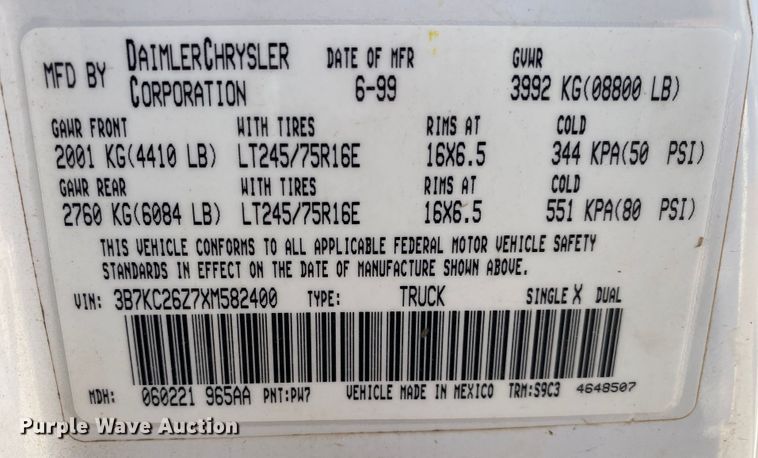 MFD BY DAIMLERCHRYSLER CORPORATION DATE OF MFR 6-99 GVWR 3992 KG(08800 LB)
GAWR FRONT WITH TIRES RIMS AT COLD
2001 KG(4410 LB) LT245/75R16E 16X6.5 344 KPA(50 PSI)
GAWR REAR WITH TIRES RIMS AT COLD
2760 KG(6084 LB) LT245/75R16E 16X6.5 551 KPA(80 PSI)
THIS VEHICLE CONFORMS TO ALL APPLICABLE FEDERAL MOTOR VEHICLE SAFETY
STANDARDS IN EFFECT ON THE DATE OF MANUFACTURE SHOWN ABOVE.
VIN: 3B7KC26Z7XM582400 TYPE: TRUCK SINGLE X DUAL
MDH: 060221 965AA PNT:PW7 VEHICLE MADE IN MEXICO TRM:S9C3 4648507
Purple Wave Auction